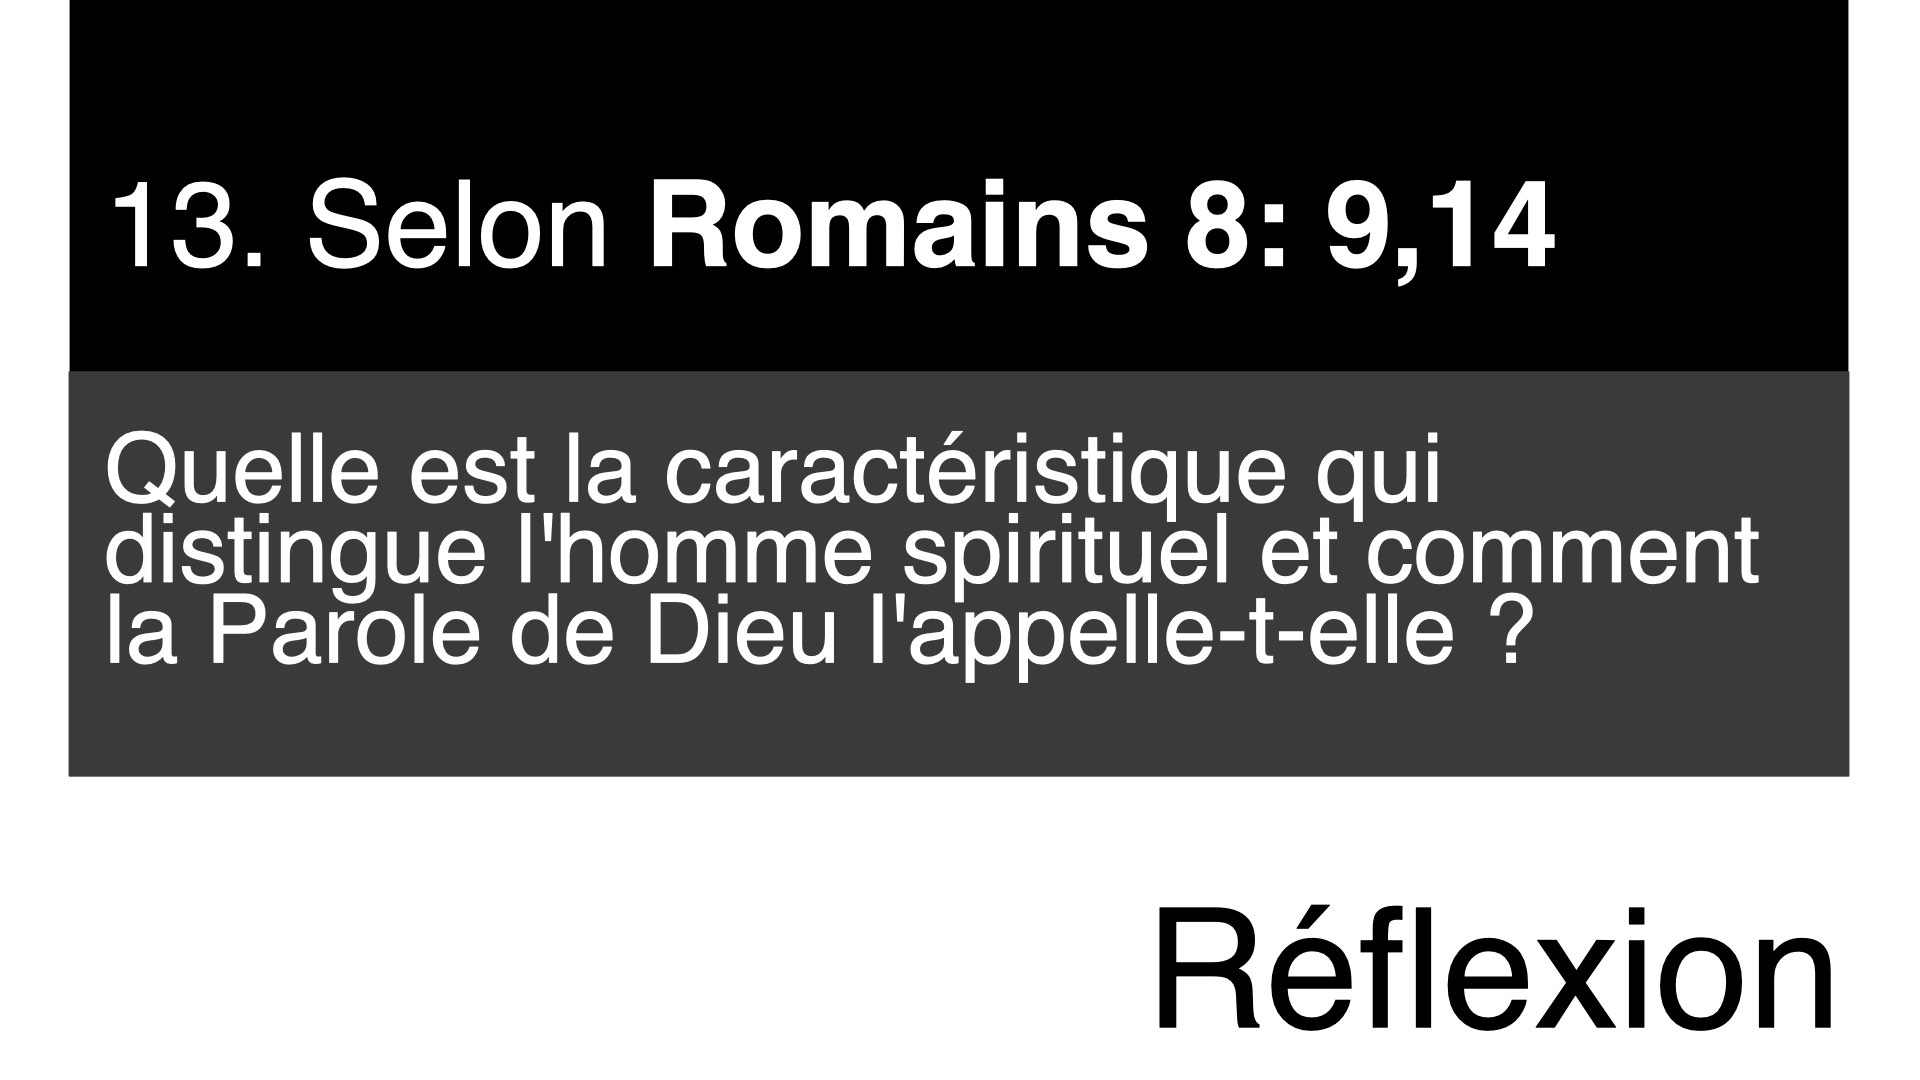 13. Selon Romains 8: 9,14
Quelle est la caractéristique qui
distingue l'homme spirituel et comment
la Parole de Dieu l'appelle-t-elle ?
Réflexion